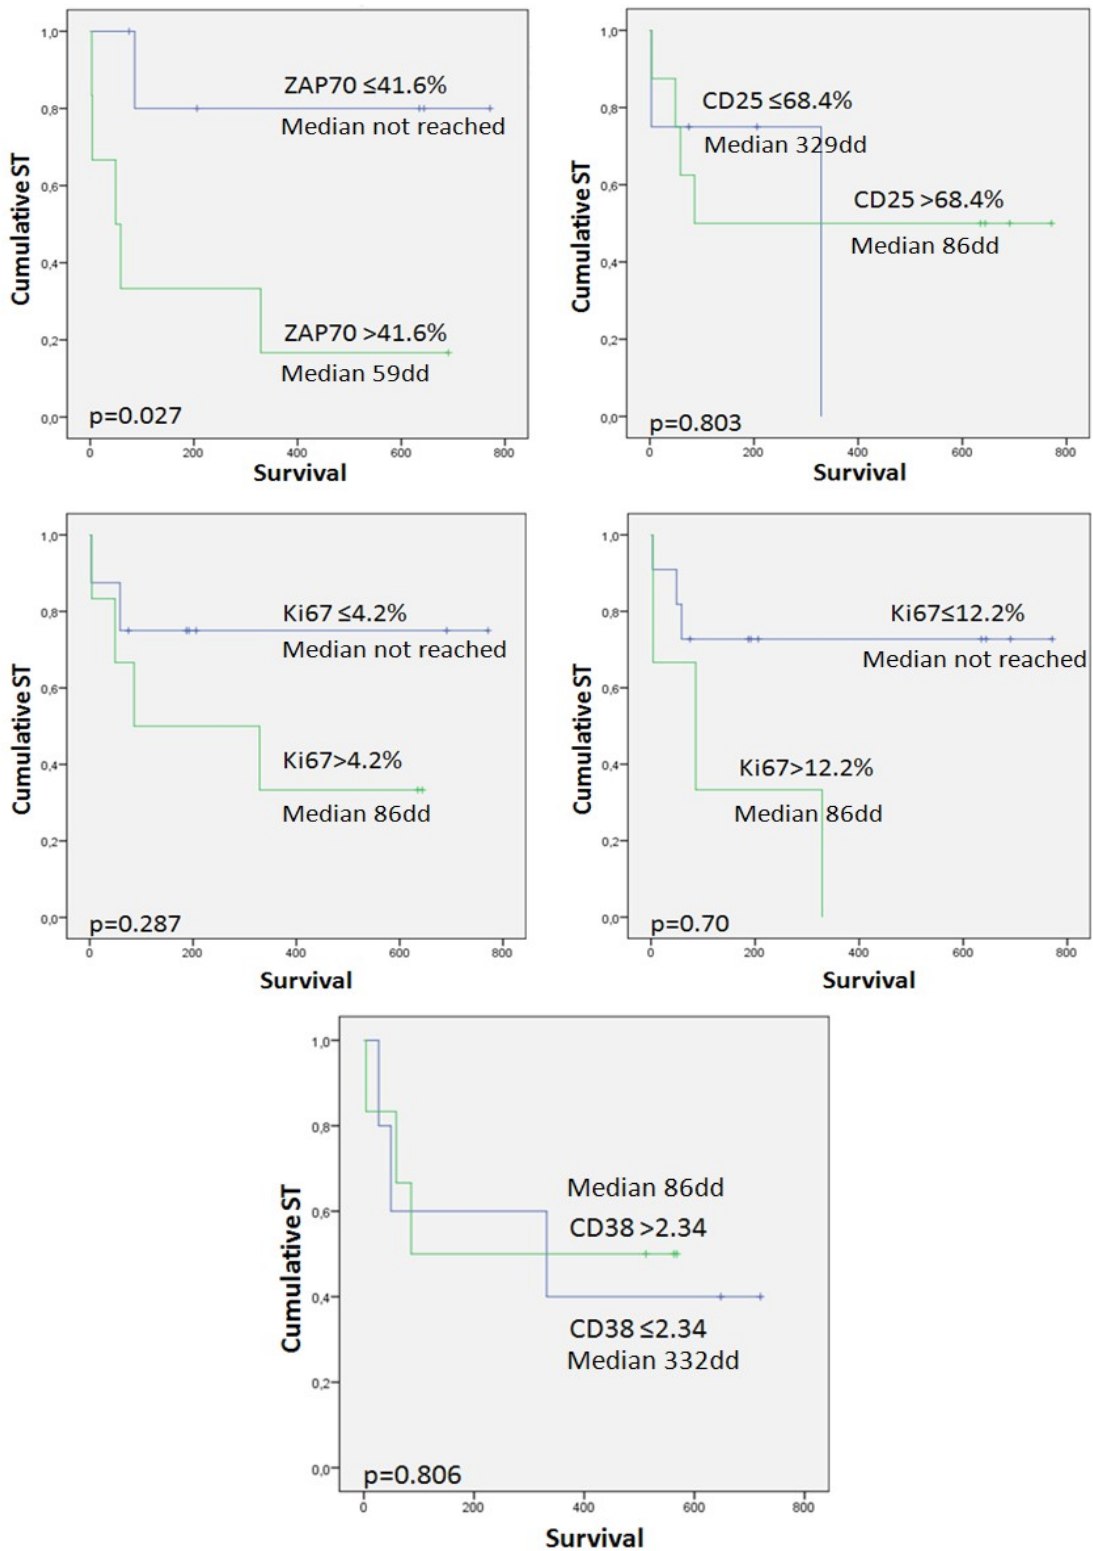 1,0
0,8
0,6
0,4
0,2
0,0
Cumulative ST
ZAP70 ≤41.6%
Median not reached
ZAP70 >41.6%
Median 59dd
p=0.027
0 200 400 600 800
Survival
1,0
0,8
0,6
0,4
0,2
0,0
Cumulative ST
CD25 ≤68.4%
Median 329dd
CD25 >68.4%
Median 86dd
p=0.803
0 200 400 600 800
Survival
1,0
0,8
0,6
0,4
0,2
0,0
Cumulative ST
Ki67 ≤4.2%
Median not reached
Ki67>4.2%
Median 86dd
p=0.287
0 200 400 600 800
Survival
1,0
0,8
0,6
0,4
0,2
0,0
Cumulative ST
Ki67≤12.2%
Median not reached
Ki67>12.2%
Median 86dd
p=0.70
0 200 400 600 800
Survival
1,0
0,8
0,6
0,4
0,2
0,0
Cumulative ST
Median 86dd
CD38 >2.34
CD38 ≤2.34
Median 332dd
p=0.806
0 200 400 600 800
Survival